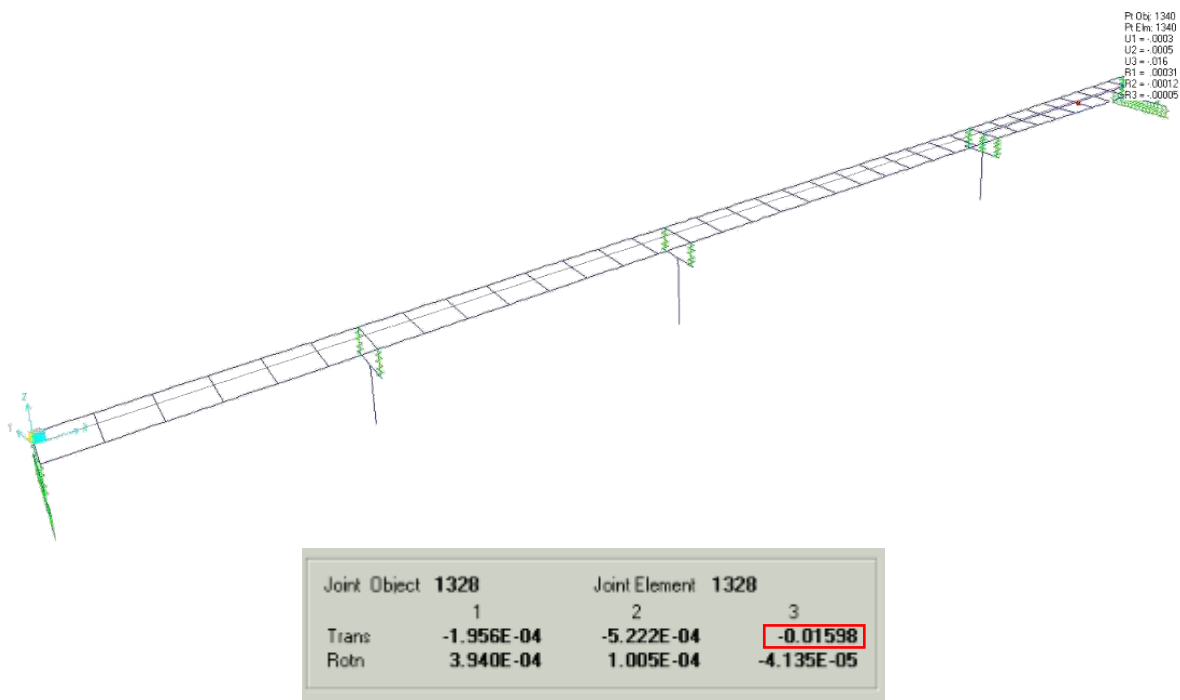 Pt Obj: 1340
Pt Elm: 1340
U1 = -.0003
U2 = -.0005
U3 = -.016
R1 = .00031
R2 = -.00012
R3 = -.00005
Z
Y
X
Joint Object 1328 Joint Element 1328
1 2 3
Trans -1.956E-04 -5.222E-04 -0.01598
Rotn 3.940E-04 1.005E-04 -4.135E-05